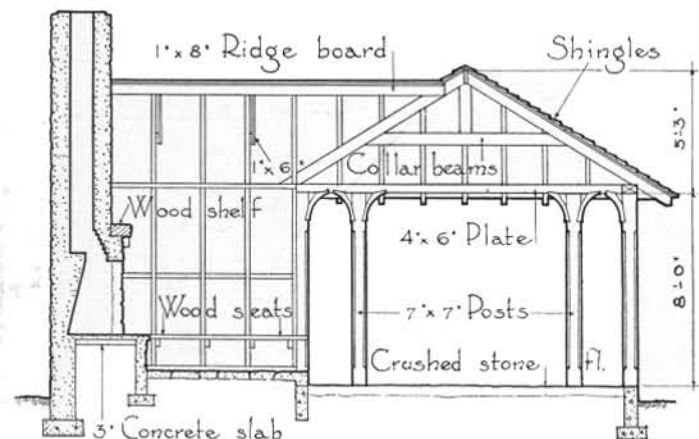 1" x 8" Ridge board
Shingles
5'-3"
1" x 6"
Collar beams
Wood shelf
4" x 6" Plate
8'-0"
Wood seats
7" x 7" Posts
Crushed stone fl.
3" Concrete slab